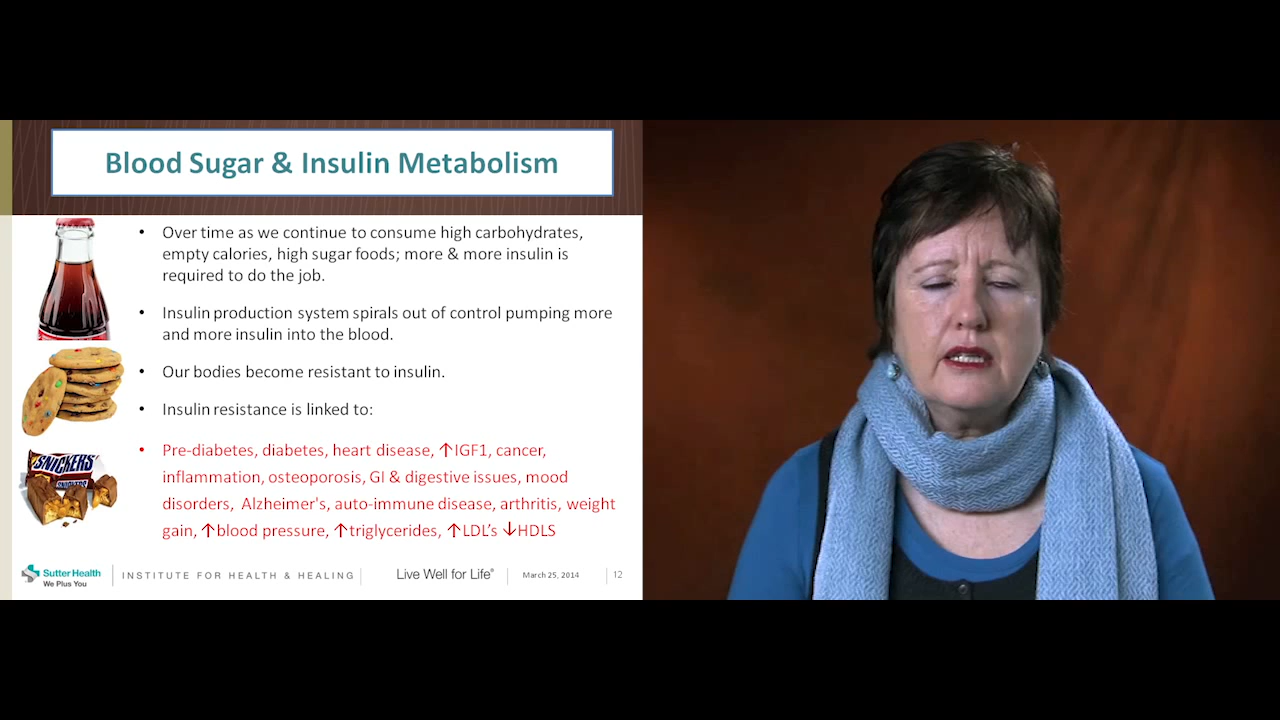 Blood Sugar & Insulin Metabolism
• Over time as we continue to consume high carbohydrates,
empty calories, high sugar foods; more & more insulin is
required to do the job.
• Insulin production system spirals out of control pumping more
and more insulin into the blood.
• Our bodies become resistant to insulin.
• Insulin resistance is linked to:
• Pre-diabetes, diabetes, heart disease, ↑IGF1, cancer,
inflammation, osteoporosis, GI & digestive issues, mood
disorders, Alzheimer's, auto-immune disease, arthritis, weight
gain, ↑blood pressure, ↑triglycerides, ↑LDL’s ↓HDLS
SNICKERS
SNICKERS
Sutter Health
We Plus You
INSTITUTE FOR HEALTH & HEALING
Live Well for Life®
March 25, 2014
12